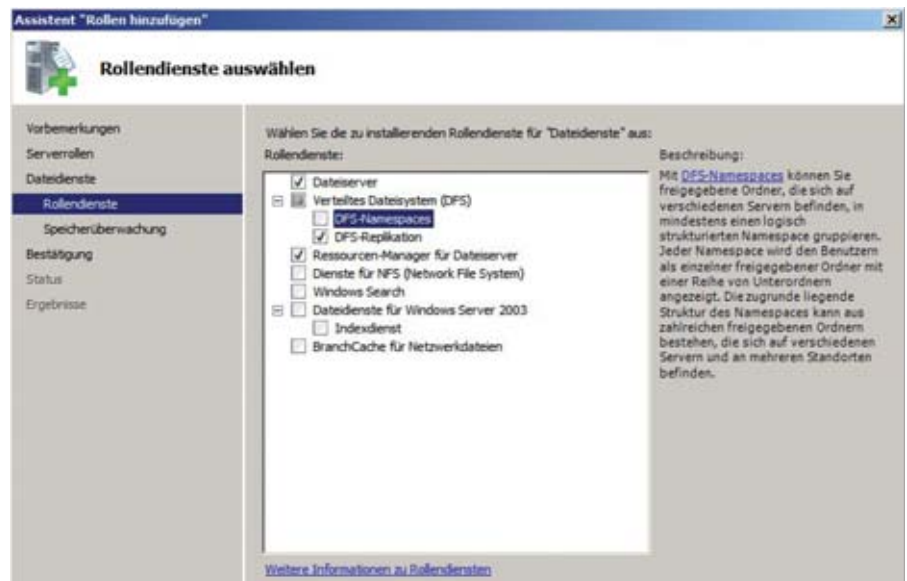 Assistent "Rollen hinzufügen"
Rollendienste auswählen
Vorbemerkungen
Serverrollen
Dateidienste
Rollendienste
Speicherüberwachung
Bestätigung
Status
Ergebnisse
Wählen Sie die zu installierenden Rollendienste für "Dateidienste" aus:
Rollendienste:
Dateiserver
Verteiltes Dateisystem (DFS)
DFS-Namespaces
DFS-Replikation
Ressourcen-Manager für Dateiserver
Dienste für NFS (Network File System)
Windows Search
Dateidienste für Windows Server 2003
Indexdienst
BranchCache für Netzwerkdateien
Weitere Informationen zu Rollendiensten
Beschreibung:
Mit DFS-Namespaces können Sie
freigegebene Ordner, die sich auf
verschiedenen Servern befinden, in
mindestens einen logisch
strukturierten Namespace gruppieren.
Jeder Namespace wird den Benutzern
als einzelner freigegebener Ordner mit
einer Reihe von Unterordnern
angezeigt. Die zugrunde liegende
Struktur des Namespaces kann aus
zahlreichen freigegebenen Ordnern
bestehen, die sich auf verschiedenen
Servern und an mehreren Standorten
befinden.